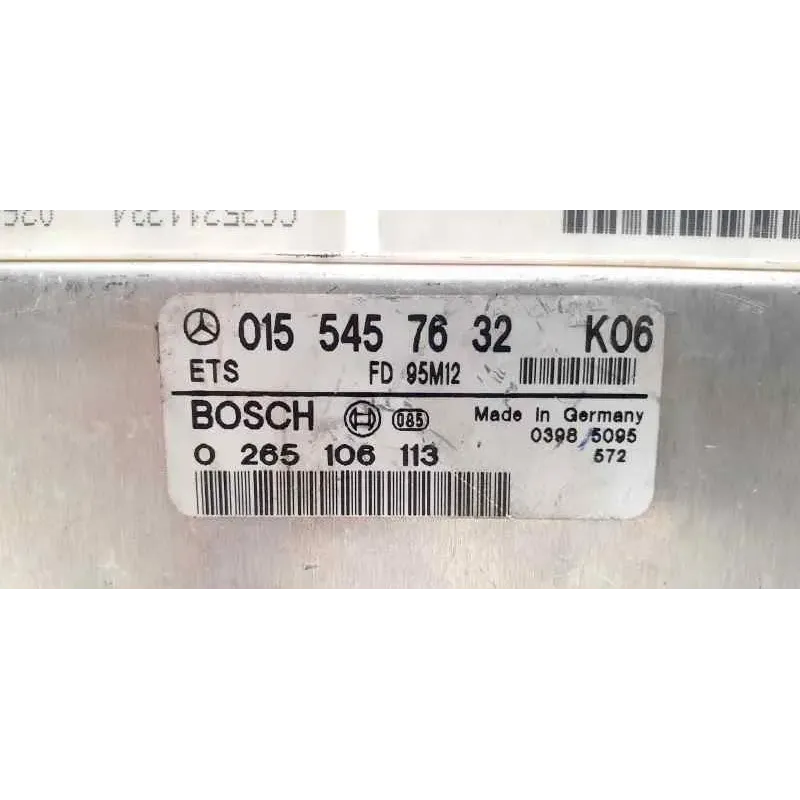 015 545 76 32 K06
ETS FD 95M12
BOSCH 085 Made in Germany
0398 5095
0 265 106 113 572